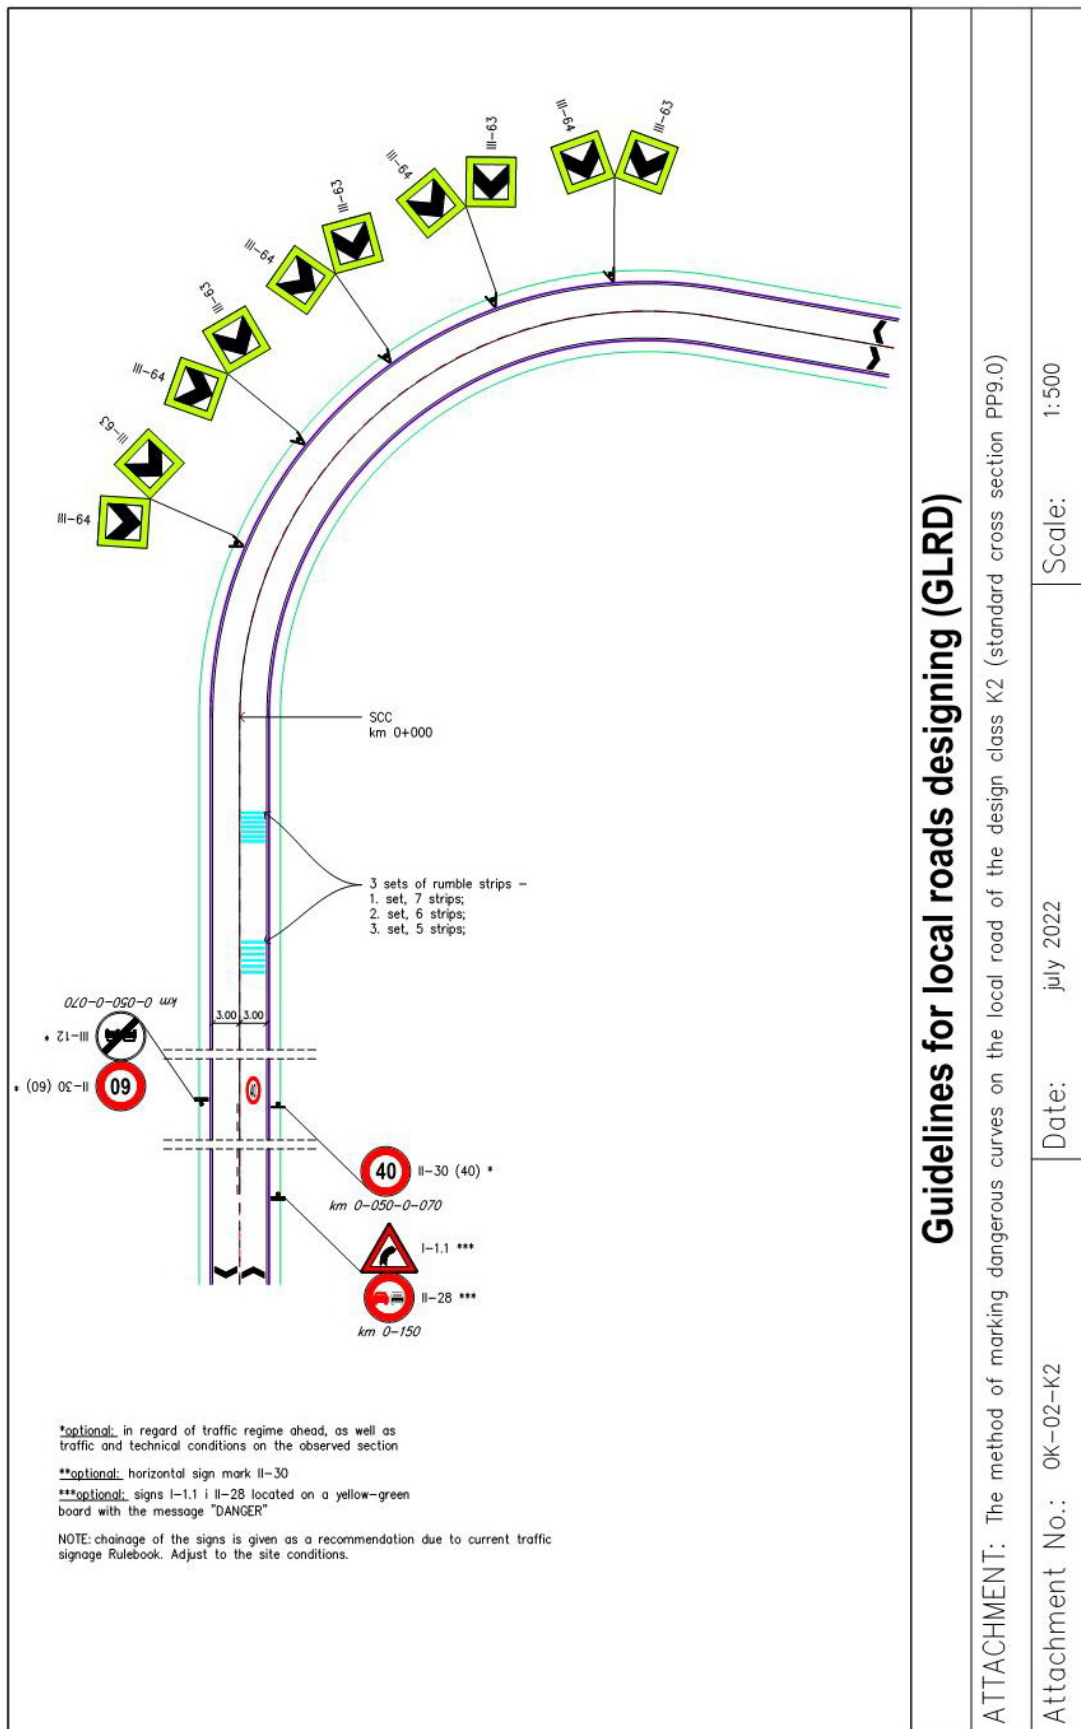 III-63
III-64
III-63
III-64
III-63
III-64
III-63
III-64
III-63
III-64
SCC
km 0+000
3 sets of rumble strips –
1. set, 7 strips;
2. set, 6 strips;
3. set, 5 strips;
km 0-050-0-070
III-12 *
3.00 3.00
60
II-30 (60) *
40
40
II-30 (40) *
km 0-050-0-070
I-1.1 ***
II-28 ***
km 0-150
*optional: in regard of traffic regime ahead, as well as
traffic and technical conditions on the observed section
**optional: horizontal sign mark II-30
***optional: signs I-1.1 i II-28 located on a yellow-green
board with the message "DANGER"
NOTE: chainage of the signs is given as a recommendation due to current traffic
signage Rulebook. Adjust to the site conditions.
Guidelines for local roads designing (GLRD)
ATTACHMENT: The method of marking dangerous curves on the local road of the design class K2 (standard cross section PP9.0)
Attachment No.: OK-02-K2
Date: july 2022
Scale: 1:500